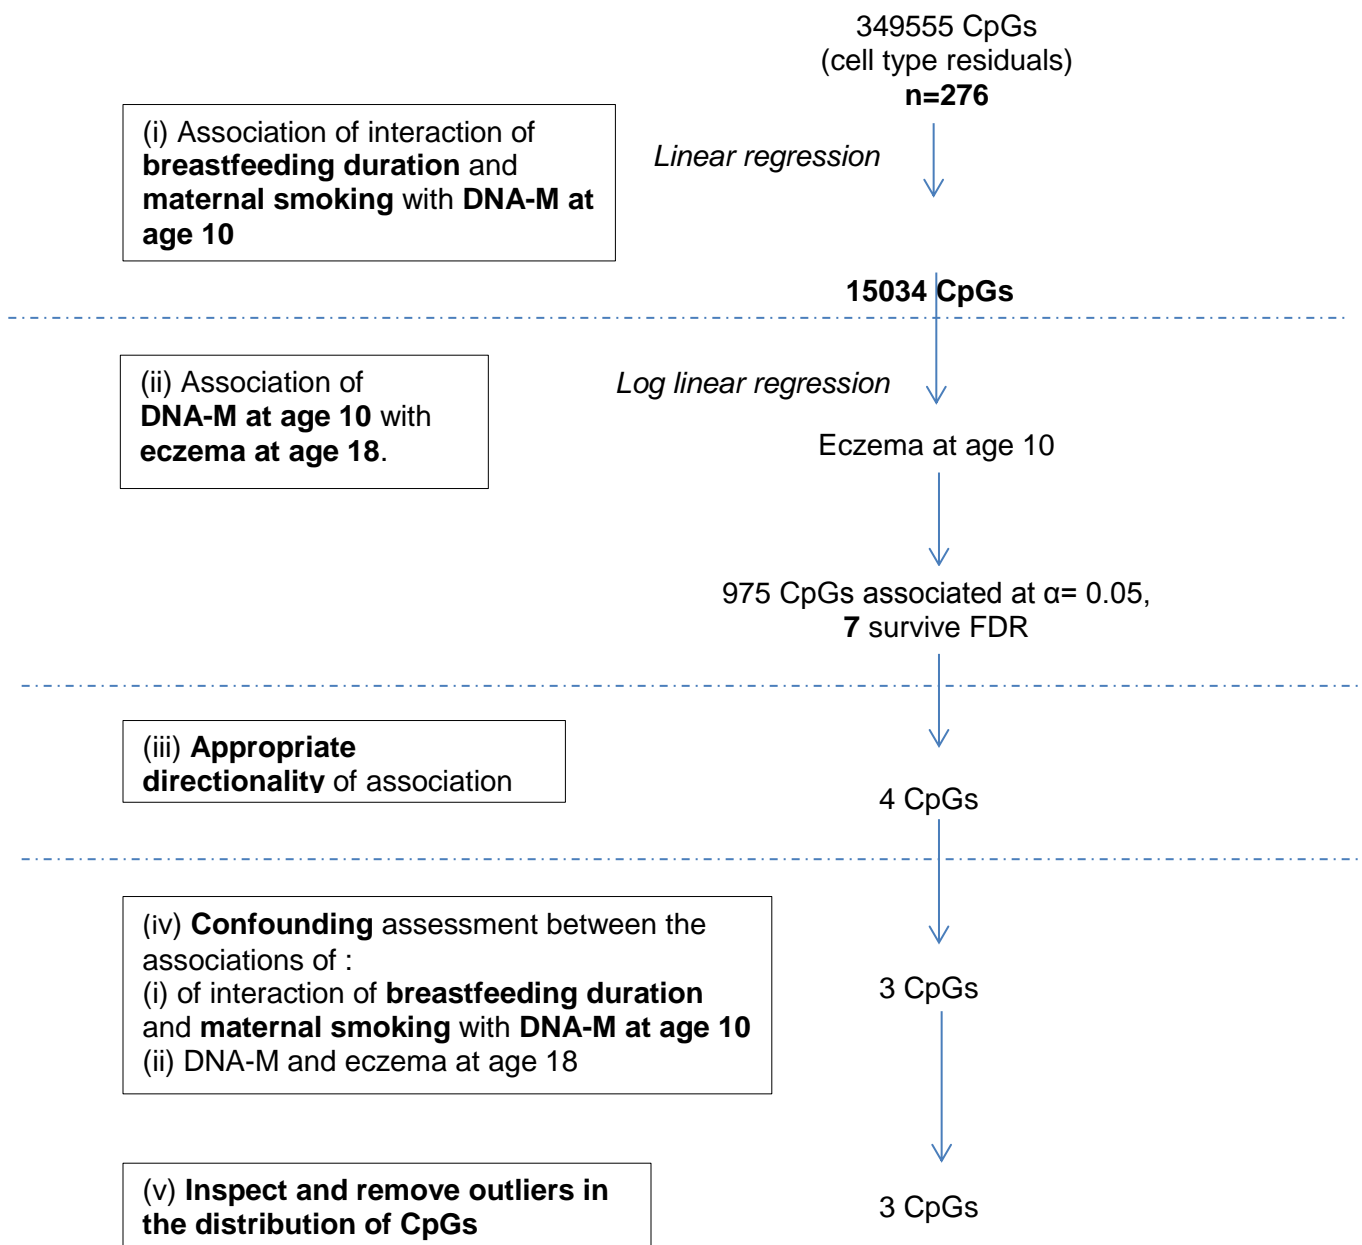 349555 CpGs
(cell type residuals)
n=276
(i) Association of interaction of
breastfeeding duration and
maternal smoking with DNA-M at
age 10
Linear regression
15034 CpGs
(ii) Association of
DNA-M at age 10 with
eczema at age 18.
Log linear regression
Eczema at age 10
975 CpGs associated at α= 0.05,
7 survive FDR
(iii) Appropriate
directionality of association
4 CpGs
(iv) Confounding assessment between the
associations of :
(i) of interaction of breastfeeding duration
and maternal smoking with DNA-M at age 10
(ii) DNA-M and eczema at age 18
3 CpGs
(v) Inspect and remove outliers in
the distribution of CpGs
3 CpGs